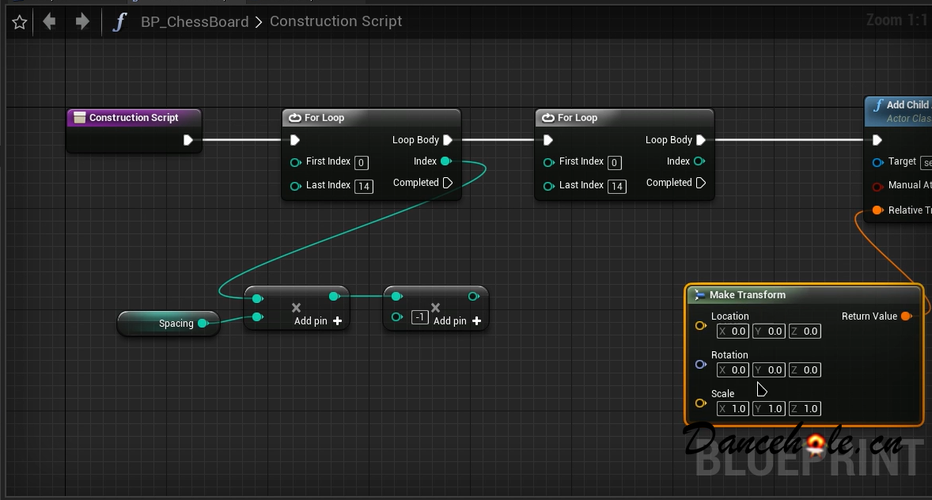 BP_ChessBoard > Construction Script
Zoom 1:1
Construction Script
For Loop
Loop Body
First Index 0
Index
Last Index 14
Completed
For Loop
Loop Body
First Index 0
Index
Last Index 14
Completed
f Add Child
Actor Clas
Target se
Manual At
Relative Tr
Spacing
×
Add pin +
×
-1 Add pin +
Make Transform
Location
Return Value
X 0.0 Y 0.0 Z 0.0
Rotation
X 0.0 Y 0.0 Z 0.0
Scale
X 1.0 Y 1.0 Z 1.0
Dancehole.cn
BLUEPRINT